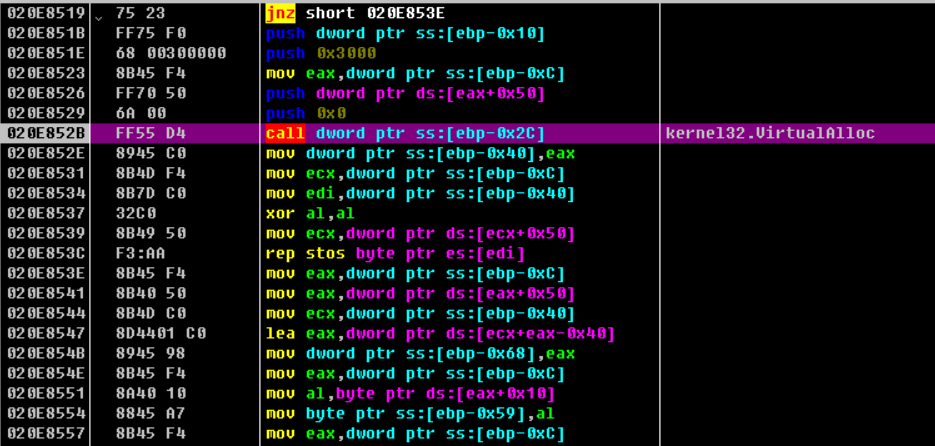 020E8519 ⌄ 75 23 jnz short 020E853E
020E851B FF75 F0 push dword ptr ss:[ebp-0x10]
020E851E 68 00300000 push 0x3000
020E8523 8B45 F4 mov eax,dword ptr ss:[ebp-0xC]
020E8526 FF70 50 push dword ptr ds:[eax+0x50]
020E8529 6A 00 push 0x0
020E852B FF55 D4 call dword ptr ss:[ebp-0x2C] kernel32.VirtualAlloc
020E852E 8945 C0 mov dword ptr ss:[ebp-0x40],eax
020E8531 8B4D F4 mov ecx,dword ptr ss:[ebp-0xC]
020E8534 8B7D C0 mov edi,dword ptr ss:[ebp-0x40]
020E8537 32C0 xor al,al
020E8539 8B49 50 mov ecx,dword ptr ds:[ecx+0x50]
020E853C F3:AA rep stos byte ptr es:[edi]
020E853E 8B45 F4 mov eax,dword ptr ss:[ebp-0xC]
020E8541 8B40 50 mov eax,dword ptr ds:[eax+0x50]
020E8544 8B4D C0 mov ecx,dword ptr ss:[ebp-0x40]
020E8547 8D4401 C0 lea eax,dword ptr ds:[ecx+eax-0x40]
020E854B 8945 98 mov dword ptr ss:[ebp-0x68],eax
020E854E 8B45 F4 mov eax,dword ptr ss:[ebp-0xC]
020E8551 8A40 10 mov al,byte ptr ds:[eax+0x10]
020E8554 8845 A7 mov byte ptr ss:[ebp-0x59],al
020E8557 8B45 F4 mov eax,dword ptr ss:[ebp-0xC]